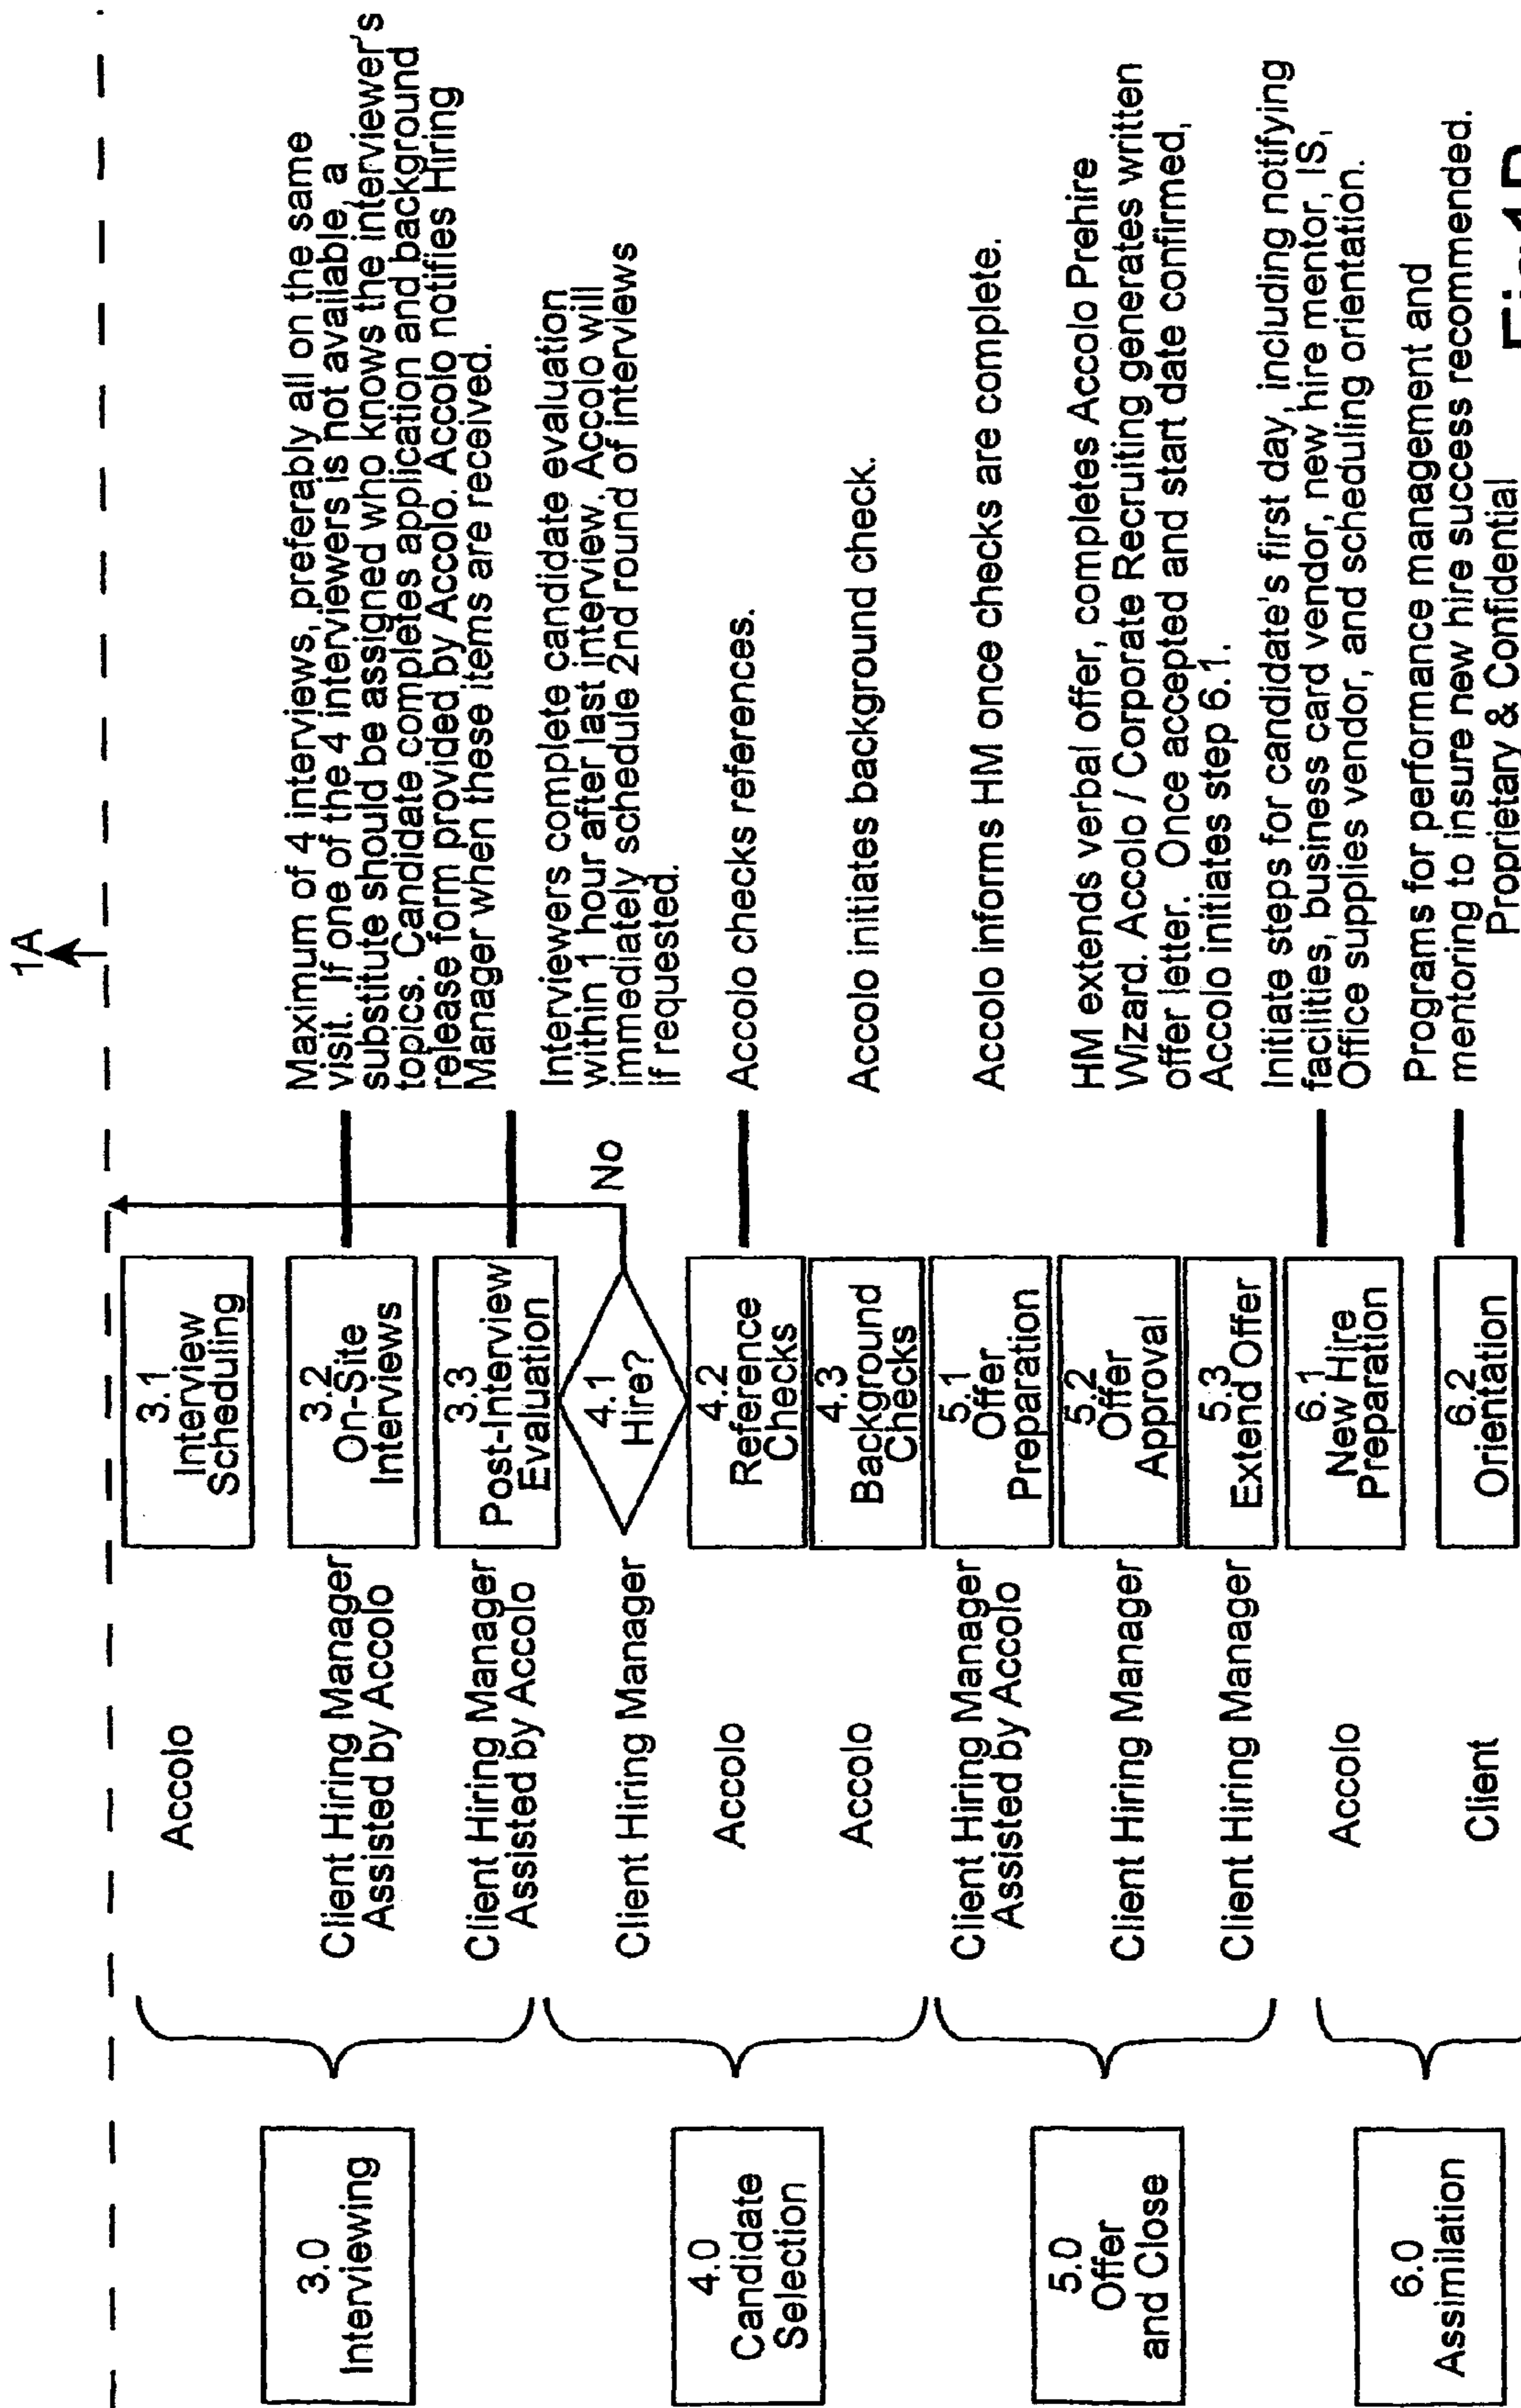 1A
3.0
Interviewing
Accolo
3.1
Interview
Scheduling
Client Hiring Manager
Assisted by Accolo
3.2
On-Site
Interviews
Maximum of 4 interviews, preferably all on the same
visit. If one of the 4 interviewers is not available, a
substitute should be assigned who knows the interviewer's
topics. Candidate completes application and background
release form provided by Accolo. Accolo notifies Hiring
Manager when these items are received.
Client Hiring Manager
Assisted by Accolo
3.3
Post-Interview
Evaluation
Interviewers complete candidate evaluation
within 1 hour after last interview. Accolo will
immediately schedule 2nd round of interviews
if requested.
4.0
Candidate
Selection
Client Hiring Manager
4.1
Hire?
No
Accolo
4.2
Reference
Checks
Accolo checks references.
Accolo
4.3
Background
Checks
Accolo initiates background check.
5.0
Offer
and Close
Client Hiring Manager
Assisted by Accolo
5.1
Offer
Preparation
Accolo informs HM once checks are complete.
Client Hiring Manager
5.2
Offer
Approval
HM extends verbal offer, completes Accolo Prehire
Wizard. Accolo / Corporate Recruiting generates written
offer letter. Once accepted and start date confirmed,
Accolo initiates step 6.1.
Client Hiring Manager
5.3
Extend Offer
6.0
Assimilation
Accolo
6.1
New Hire
Preparation
Initiate steps for candidate's first day, including notifying
facilities, business card vendor, new hire mentor, IS,
Office supplies vendor, and scheduling orientation.
Client
6.2
Orientation
Programs for performance management and
mentoring to insure new hire success recommended.
Proprietary & Confidential